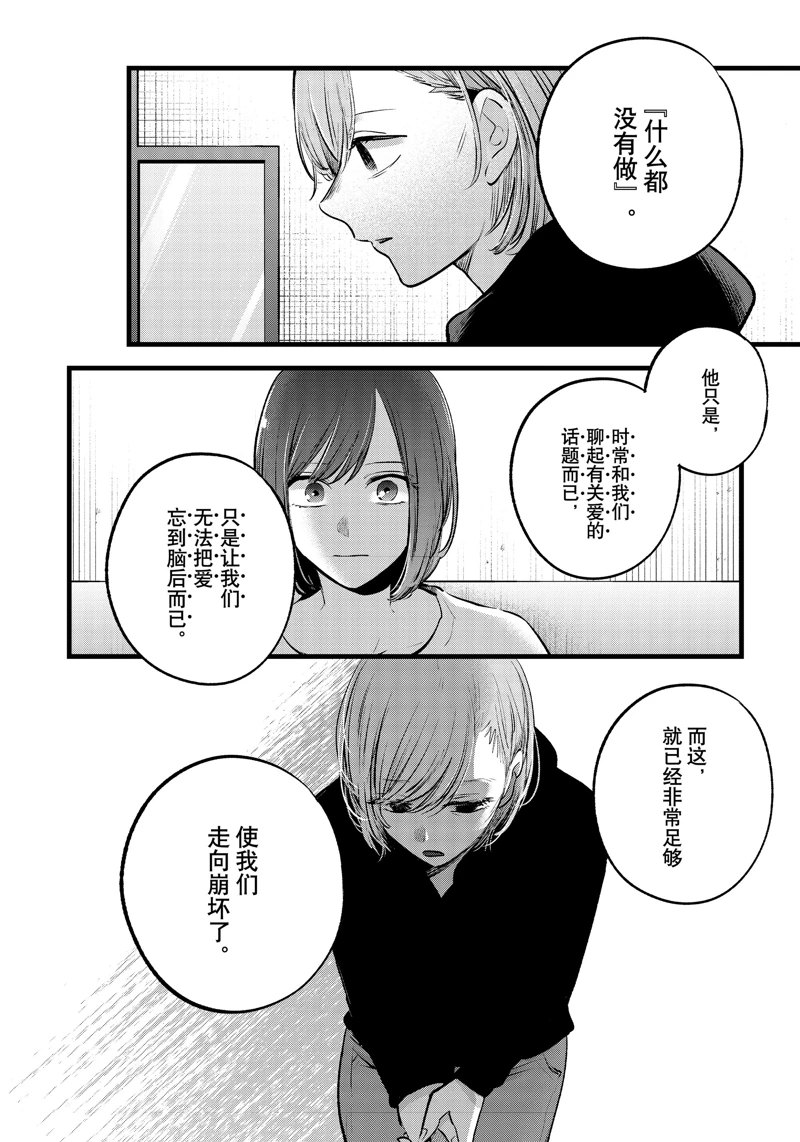 『什么都
没有做』。
他只是，
时常和我们
聊起有关爱的
话题而已，
只是让我们
无法把爱
忘到脑后而已。
而这，
就已经非常足够
使我们
走向崩坏了。